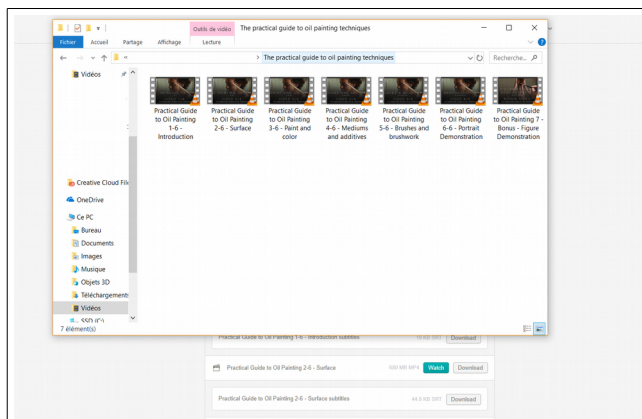 Outils de vidéo The practical guide to oil painting techniques
Fichier Accueil Partage Affichage Lecture
The practical guide to oil painting techniques
Recherche...
Vidéos
Practical Guide
to Oil Painting
1-6 -
Introduction
Practical Guide
to Oil Painting
2-6 - Surface
Practical Guide
to Oil Painting
3-6 - Paint and
color
Practical Guide
to Oil Painting
4-6 - Mediums
and additives
Practical Guide
to Oil Painting
5-6 - Brushes and
brushwork
Practical Guide
to Oil Painting
6-6 - Portrait
Demonstration
Practical Guide
to Oil Painting 7 -
Bonus - Figure
Demonstration
Creative Cloud File
OneDrive
Ce PC
Bureau
Documents
Images
Musique
Objets 3D
Téléchargements
Vidéos
SSD (C:)
7 élément(s)
Practical Guide to Oil Painting 1-6 - Introduction subtitles Download
Practical Guide to Oil Painting 2-6 - Surface Watch Download
Practical Guide to Oil Painting 2-6 - Surface subtitles 44.8 KB SRT Download